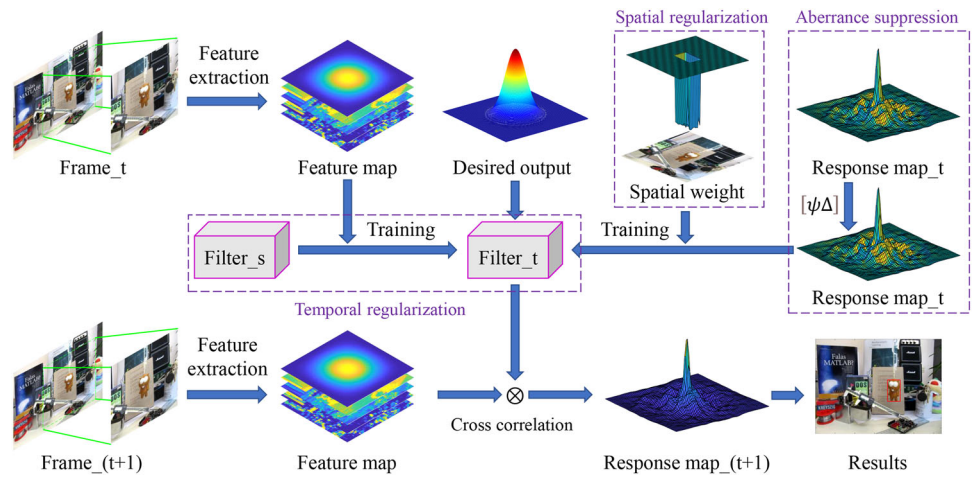 Spatial regularization
Aberrance suppression
Feature
extraction
Frame_t
Feature map
Desired output
Spatial weight
Response map_t
[ψΔ]
Training
Training
Filter_s
Filter_t
Response map_t
Temporal regularization
Feature
extraction
Cross correlation
Frame_(t+1)
Feature map
Response map_(t+1)
Results